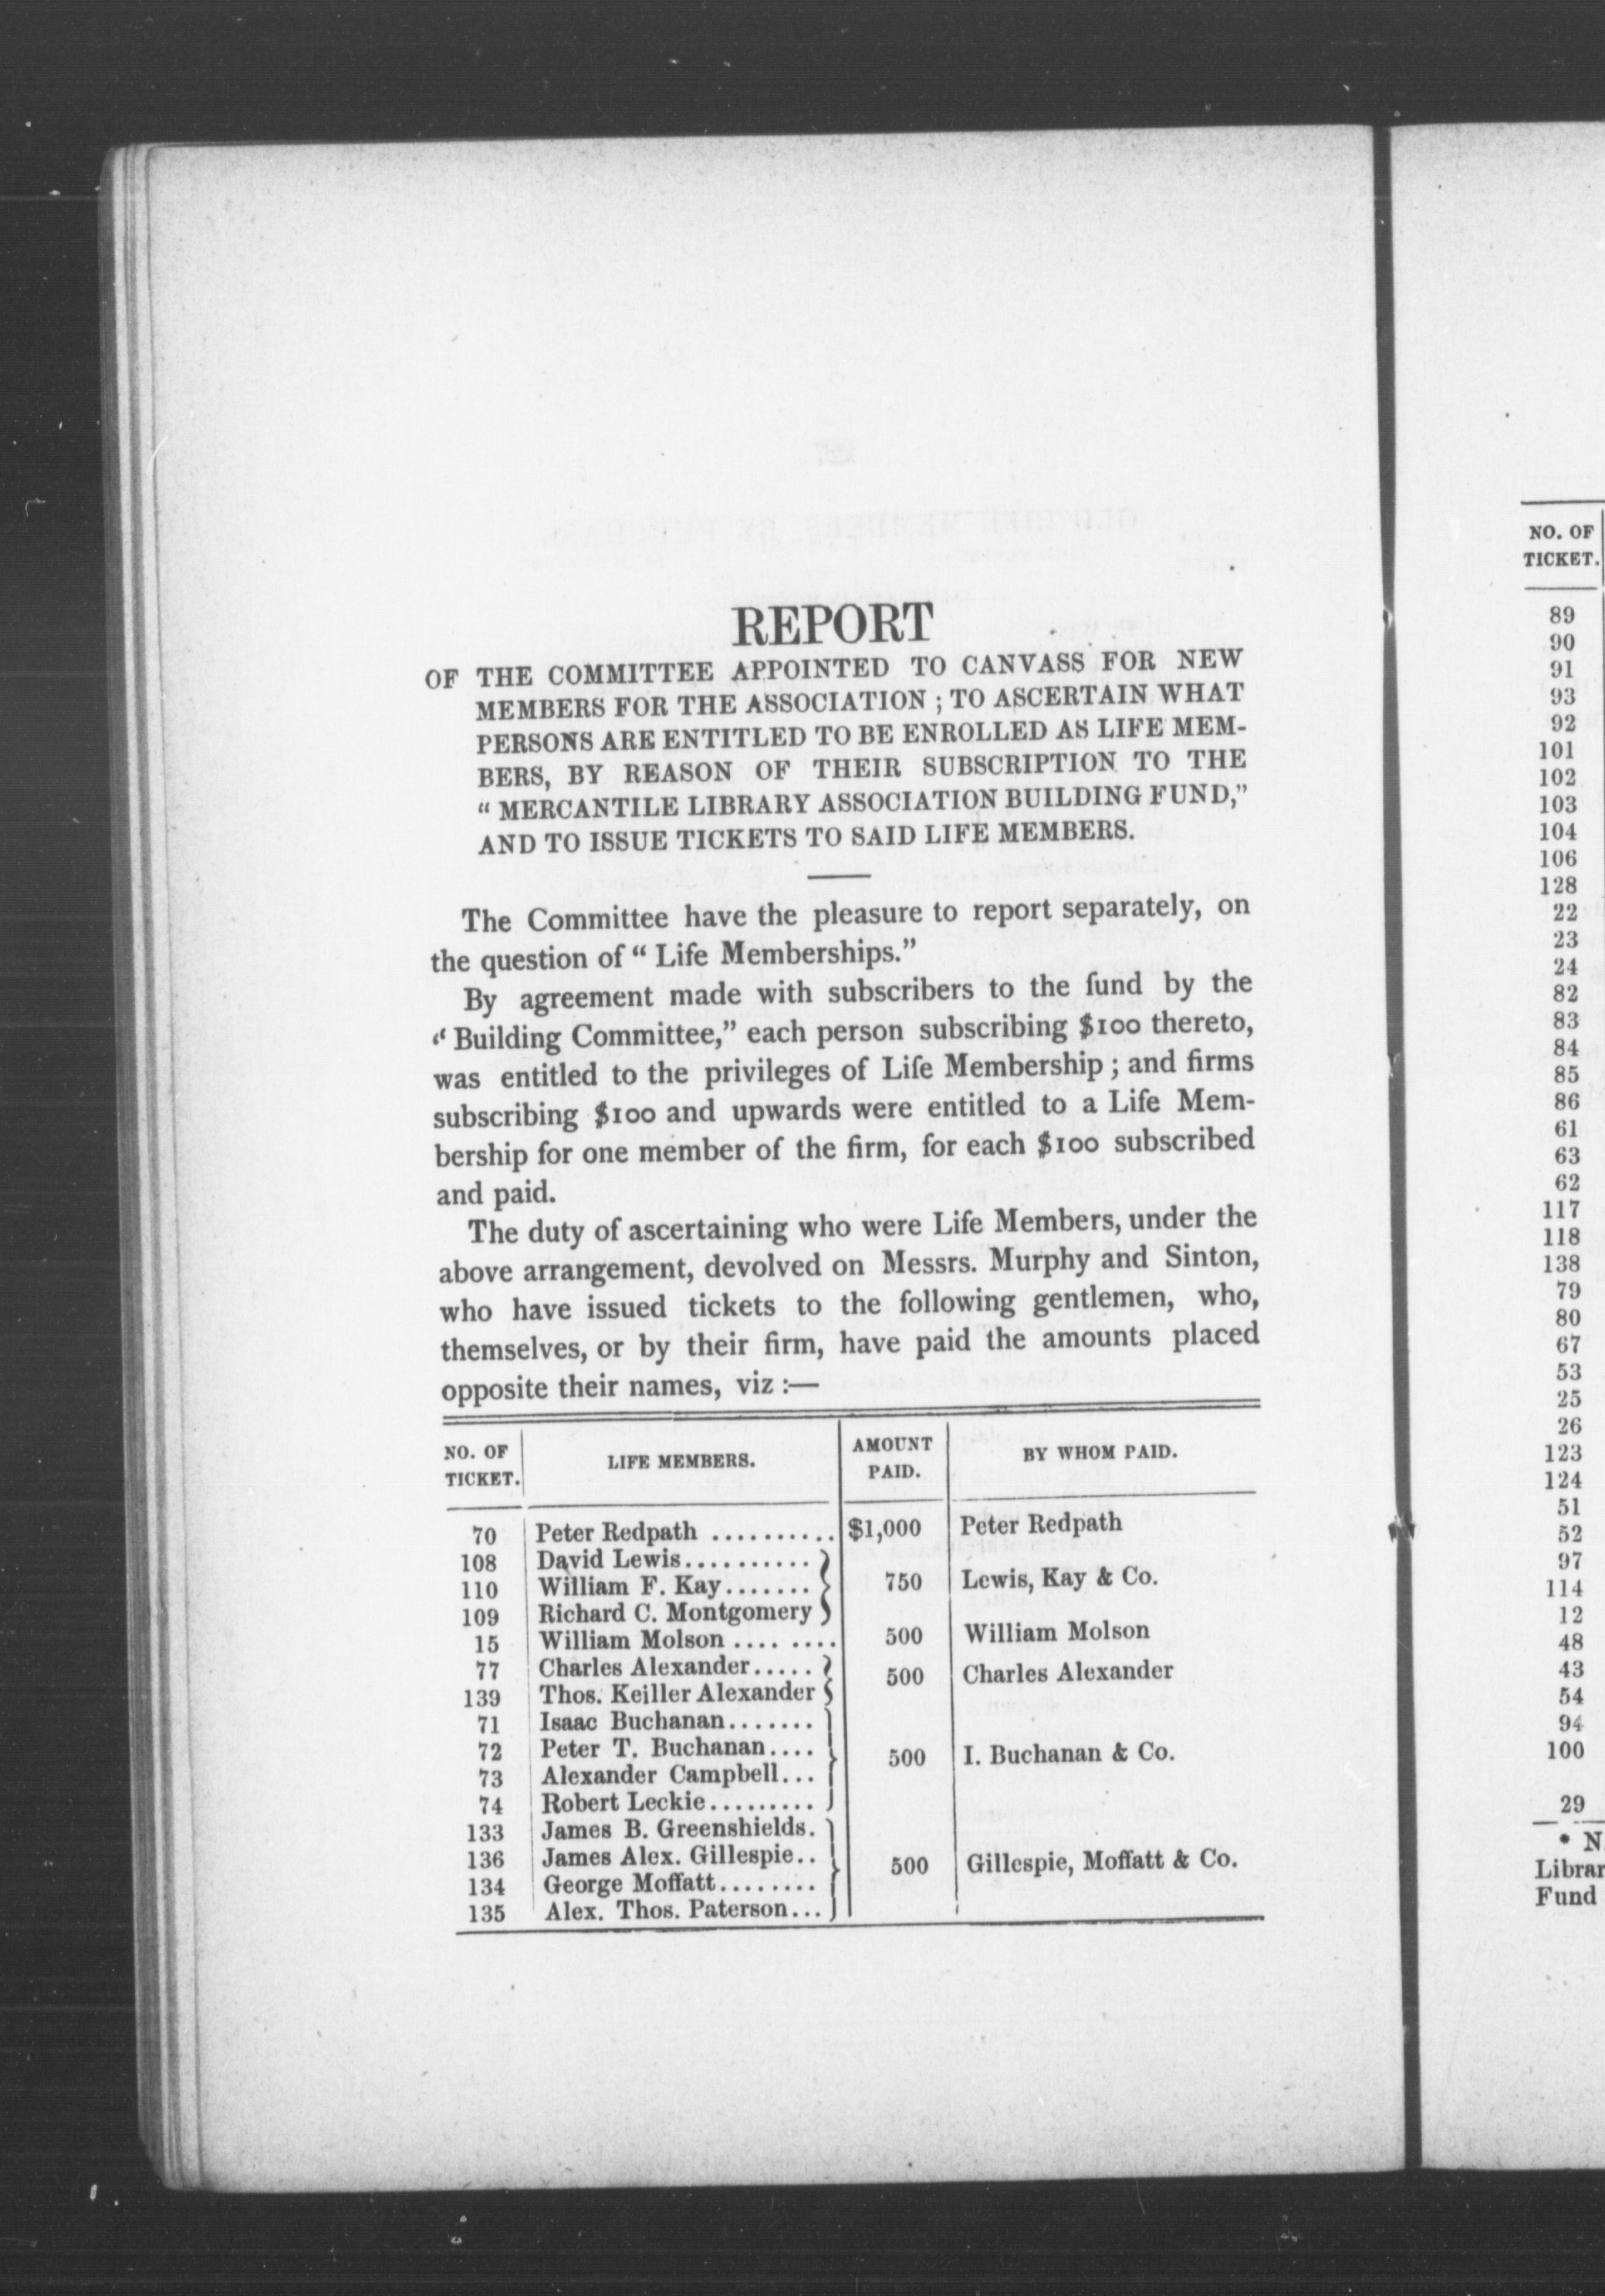 REPORT
OF THE COMMITTEE APPOINTED TO CANVASS FOR NEW
MEMBERS FOR THE ASSOCIATION ; TO ASCERTAIN WHAT
PERSONS ARE ENTITLED TO BE ENROLLED AS LIFE MEM-
BERS, BY REASON OF THEIR SUBSCRIPTION TO THE
“ MERCANTILE LIBRARY ASSOCIATION BUILDING FUND,”
AND TO ISSUE TICKETS TO SAID LIFE MEMBERS.
The Committee have the pleasure to report separately, on
the question of “ Life Memberships.”
By agreement made with subscribers to the fund by the
“ Building Committee,” each person subscribing $100 thereto,
was entitled to the privileges of Life Membership ; and firms
subscribing $100 and upwards were entitled to a Life Mem-
bership for one member of the firm, for each $100 subscribed
and paid.
The duty of ascertaining who were Life Members, under the
above arrangement, devolved on Messrs. Murphy and Sinton,
who have issued tickets to the following gentlemen, who,
themselves, or by their firm, have paid the amounts placed
opposite their names, viz :—
NO. OF TICKET. LIFE MEMBERS. AMOUNT PAID. BY WHOM PAID.
70 Peter Redpath .......... $1,000 Peter Redpath
108 David Lewis..........
110 William F. Kay....... 750 Lewis, Kay & Co.
109 Richard C. Montgomery
15 William Molson .... .... 500 William Molson
77 Charles Alexander..... 500 Charles Alexander
139 Thos. Keiller Alexander
71 Isaac Buchanan.......
72 Peter T. Buchanan.... 500 I. Buchanan & Co.
73 Alexander Campbell...
74 Robert Leckie.........
133 James B. Greenshields.
136 James Alex. Gillespie.. 500 Gillespie, Moffatt & Co.
134 George Moffatt........
135 Alex. Thos. Paterson...
NO. OF
TICKET.
89
90
91
93
92
101
102
103
104
106
128
22
23
24
82
83
84
85
86
61
63
62
117
118
138
79
80
67
53
25
26
123
124
51
52
97
114
12
48
43
54
94
100
29
* N
Librar
Fund